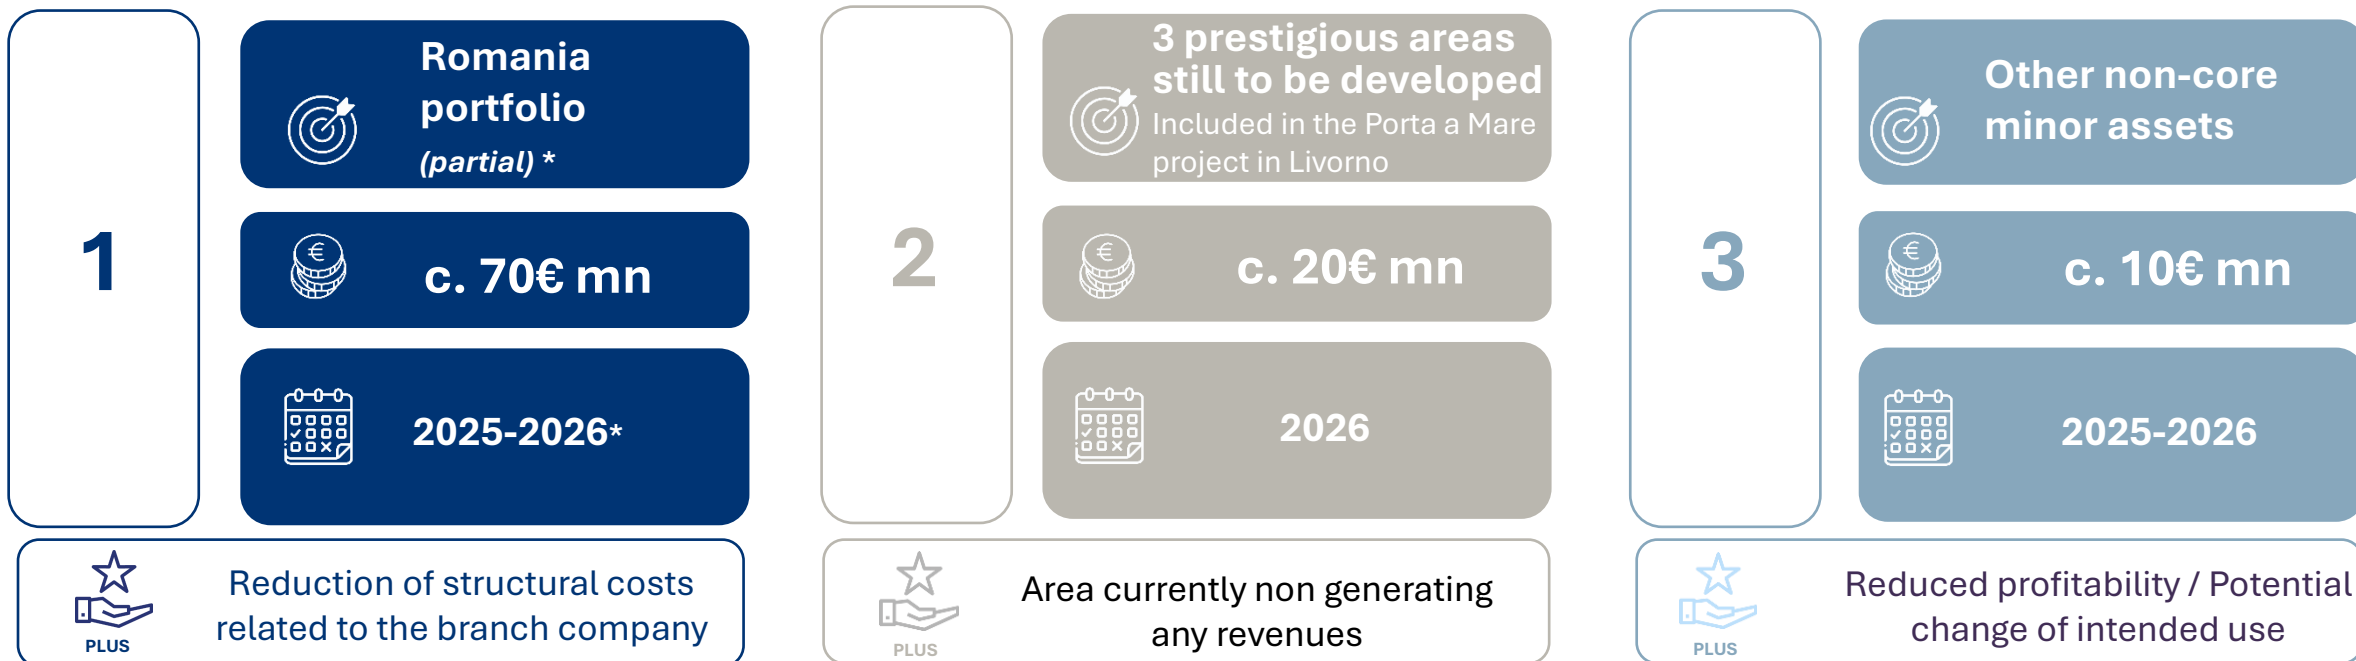 1
Romania
portfolio
(partial) *
€
c. 70€ mn
2025-2026*
PLUS
Reduction of structural costs
related to the branch company
2
3 prestigious areas
still to be developed
Included in the Porta a Mare
project in Livorno
€
c. 20€ mn
2026
PLUS
Area currently non generating
any revenues
3
Other non-core
minor assets
€
c. 10€ mn
2025-2026
PLUS
Reduced profitability / Potential
change of intended use